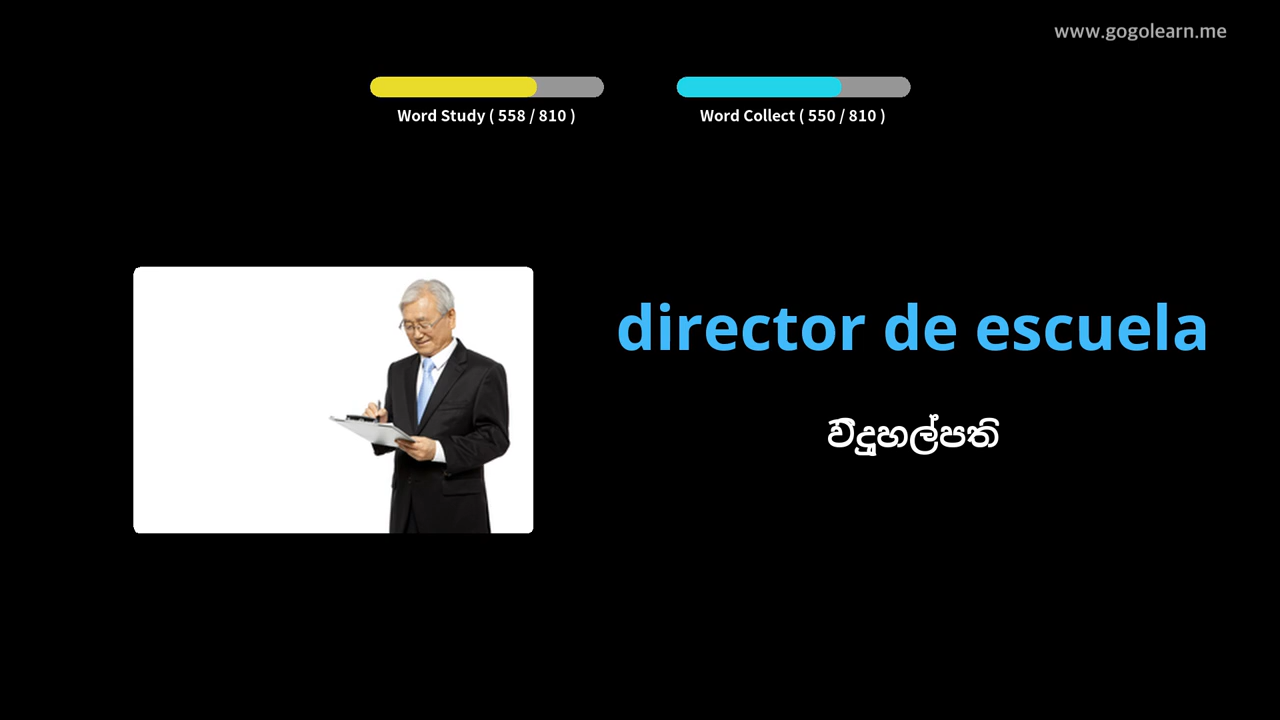 www.gogolearn.me
Word Study ( 558 / 810 )
Word Collect ( 550 / 810 )
director de escuela
විදුහල්පති